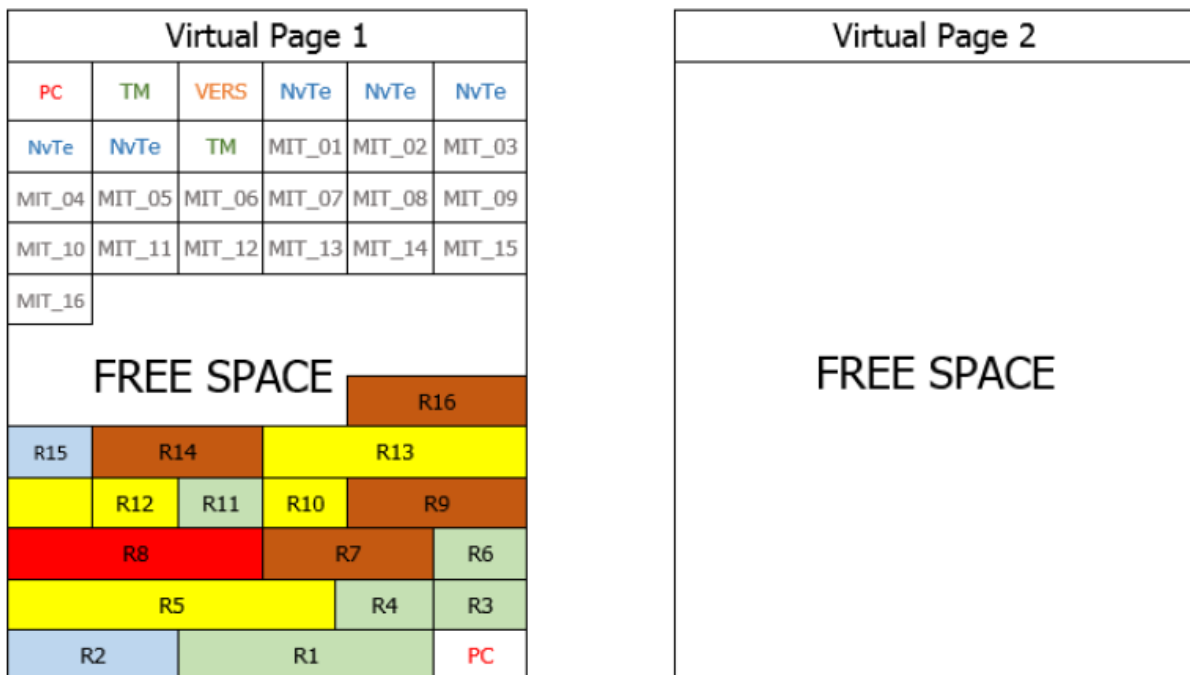 Virtual Page 1
PC TM VERS NvTe NvTe NvTe
NvTe NvTe TM MIT_01 MIT_02 MIT_03
MIT_04 MIT_05 MIT_06 MIT_07 MIT_08 MIT_09
MIT_10 MIT_11 MIT_12 MIT_13 MIT_14 MIT_15
MIT_16
FREE SPACE
R16
R15 R14 R13
R12 R11 R10 R9
R8 R7 R6
R5 R4 R3
R2 R1 PC
Virtual Page 2
FREE SPACE